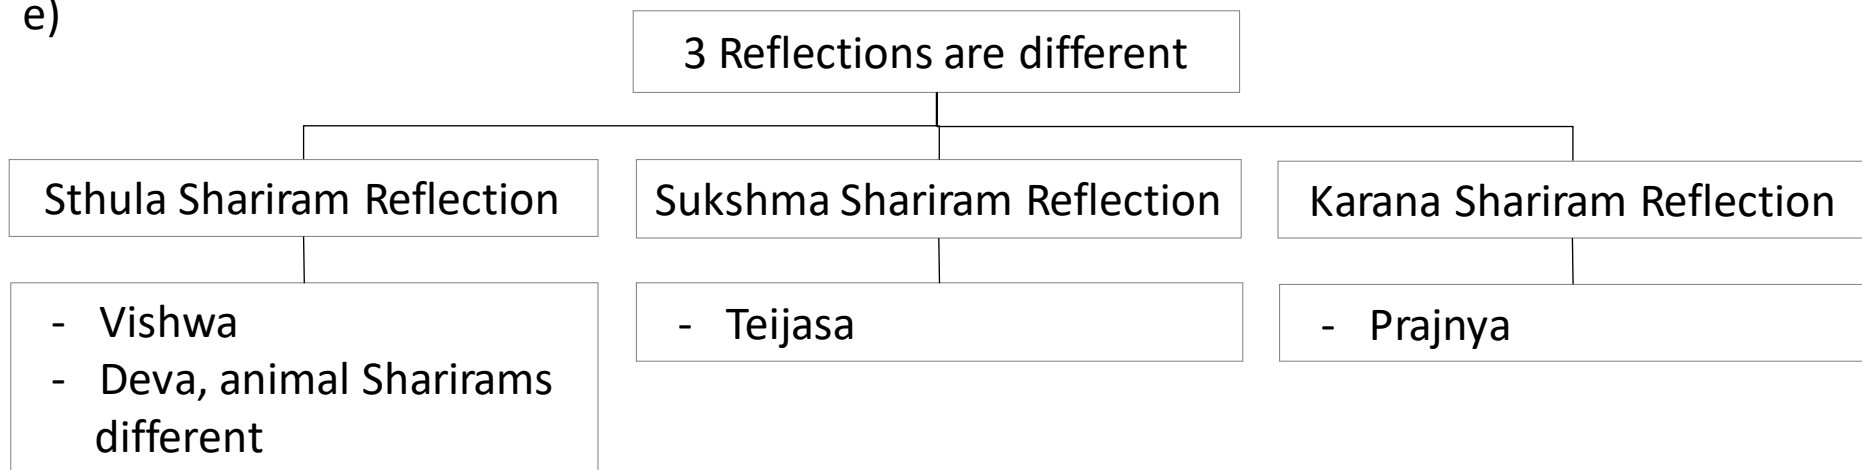 e)
3 Reflections are different
Sthula Shariram Reflection
Sukshma Shariram Reflection
Karana Shariram Reflection
- Vishwa
- Deva, animal Sharirams
different
- Teijasa
- Prajnya